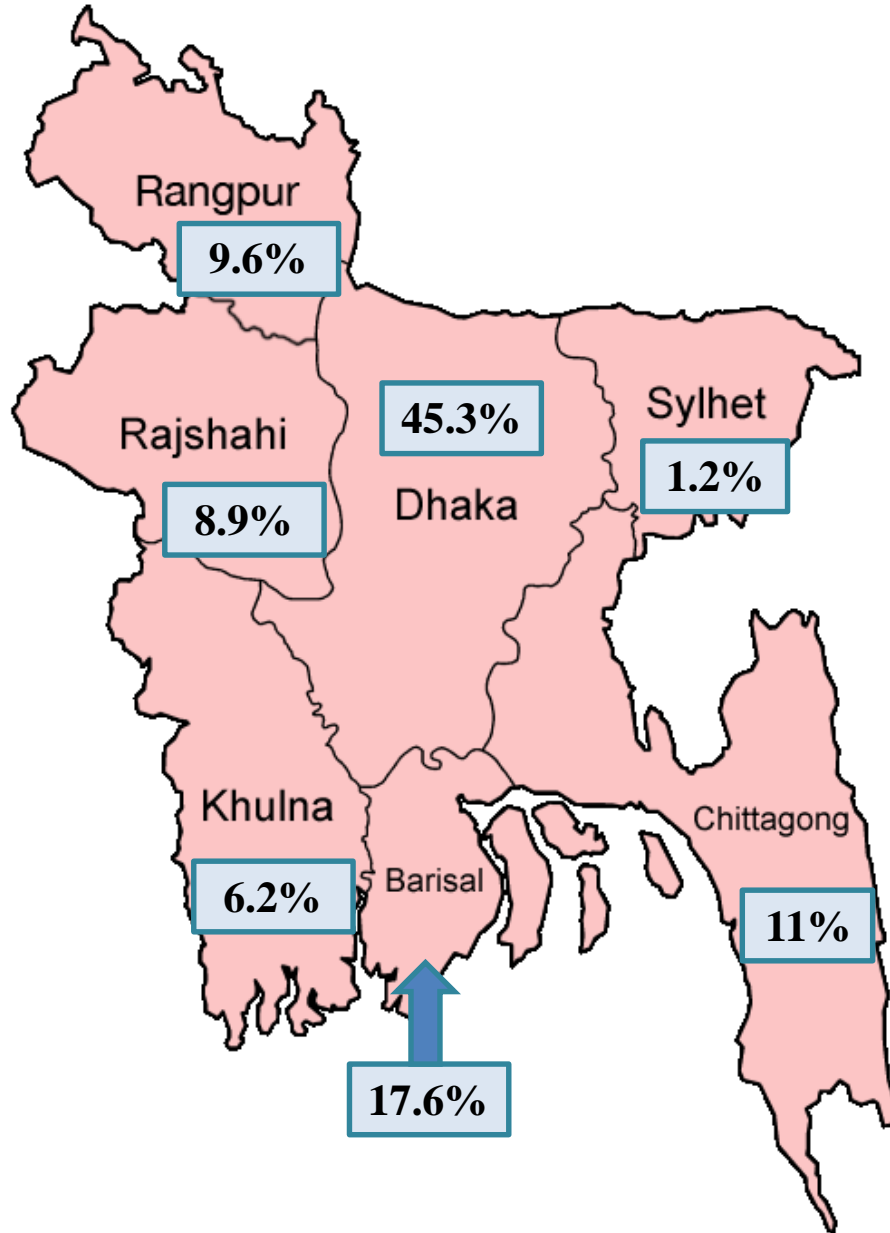 Rangpur
9.6%
Rajshahi
8.9%
45.3%
Dhaka
Sylhet
1.2%
Khulna
6.2%
Barisal
17.6%
Chittagong
11%